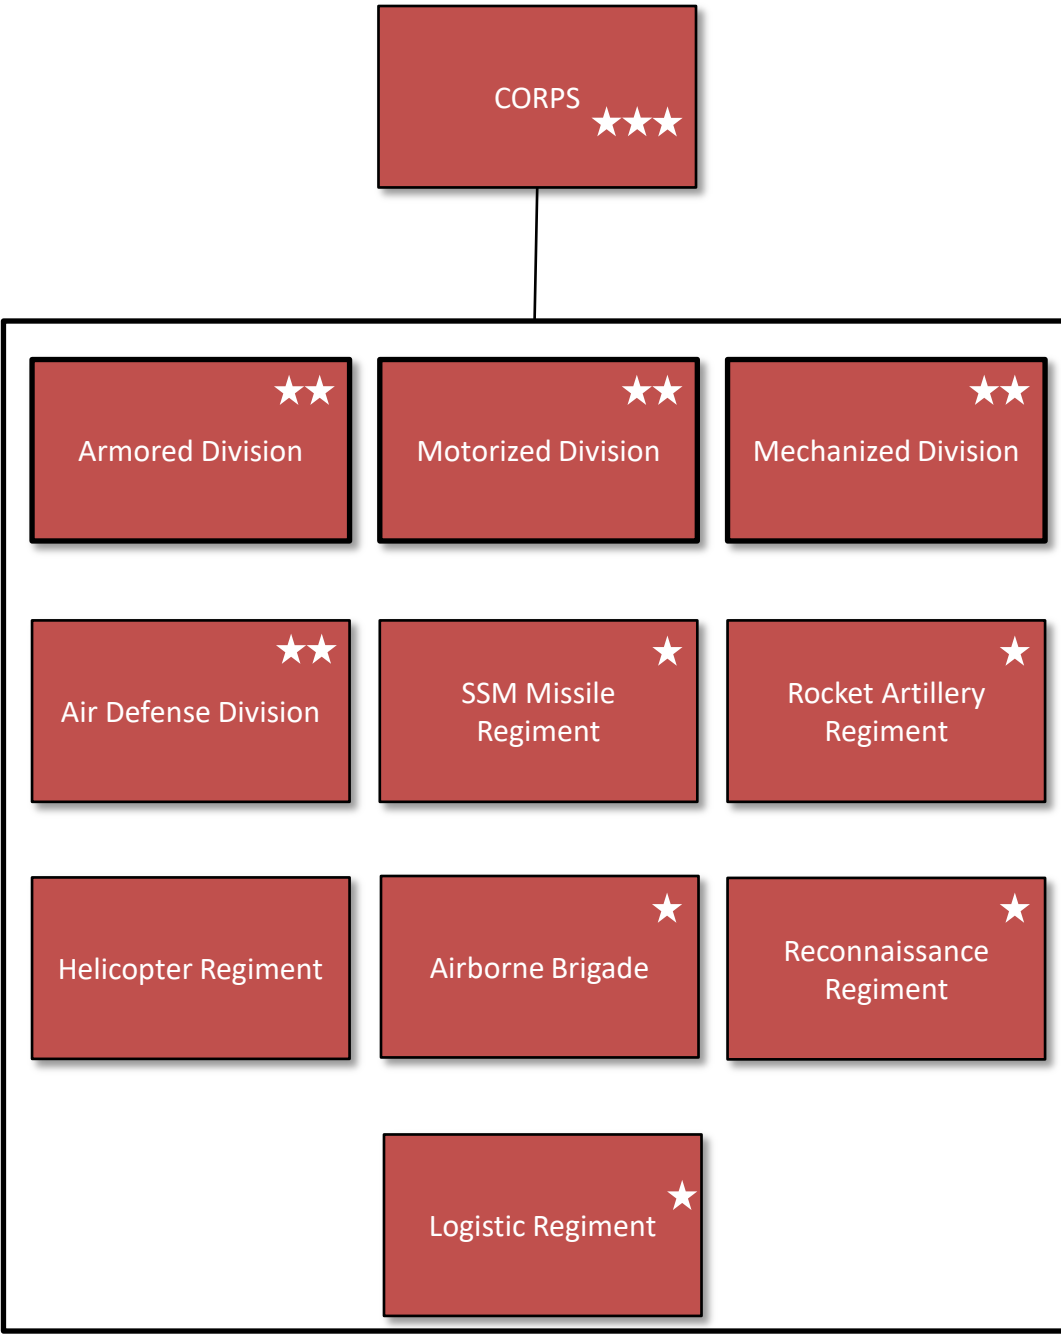 CORPS
Armored Division
Motorized Division
Mechanized Division
Air Defense Division
SSM Missile
Regiment
Rocket Artillery
Regiment
Helicopter Regiment
Airborne Brigade
Reconnaissance
Regiment
Logistic Regiment